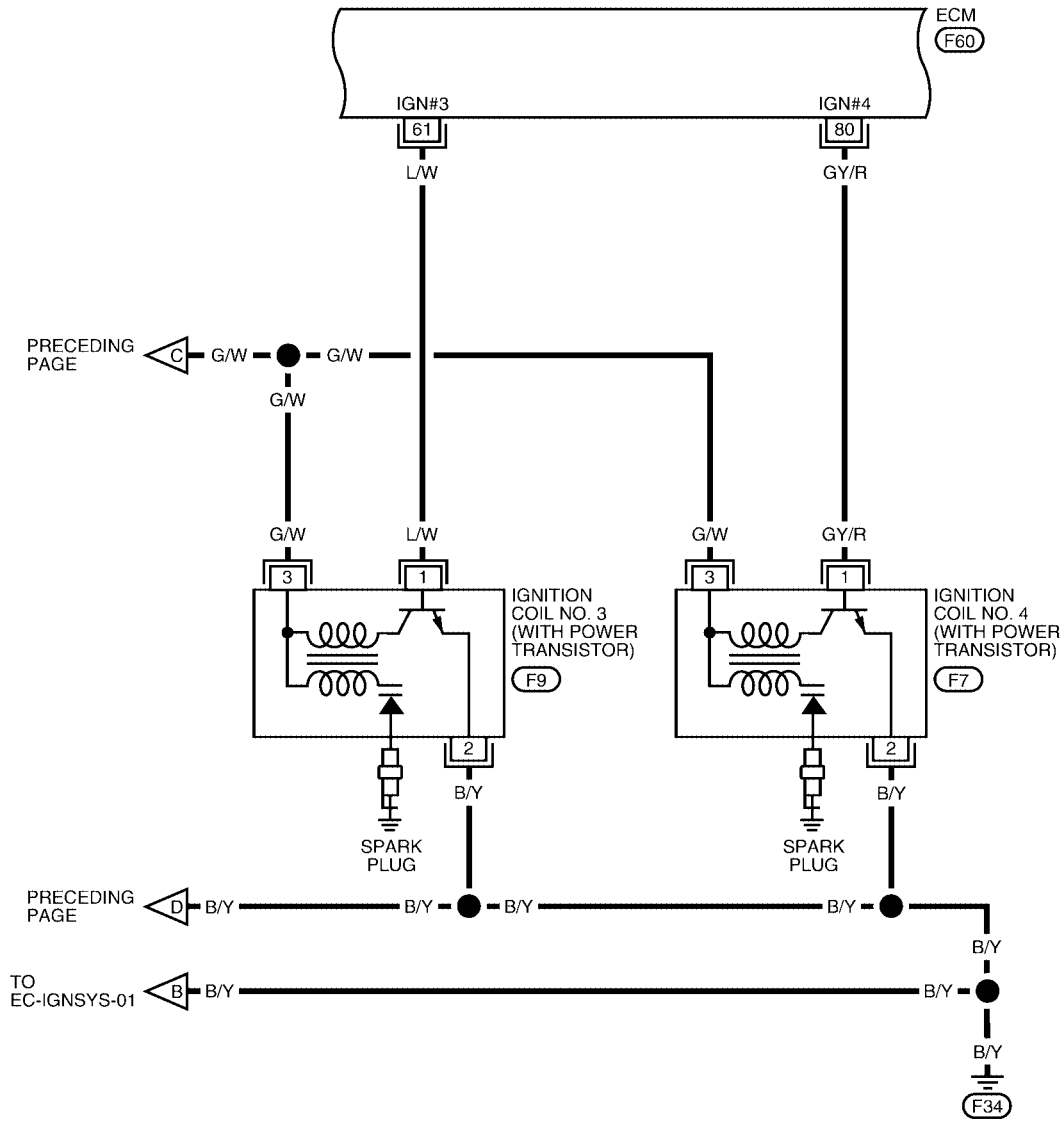 ECM
F60
IGN#3
IGN#4
61
80
L/W
GY/R
PRECEDING
PAGE
C
G/W
G/W
G/W
G/W
L/W
G/W
GY/R
3
1
3
1
IGNITION
COIL NO. 3
(WITH POWER
TRANSISTOR)
F9
IGNITION
COIL NO. 4
(WITH POWER
TRANSISTOR)
F7
2
2
B/Y
B/Y
SPARK
PLUG
SPARK
PLUG
PRECEDING
PAGE
D
B/Y
B/Y
B/Y
B/Y
B/Y
TO
EC-IGNSYS-01
B
B/Y
B/Y
B/Y
F34